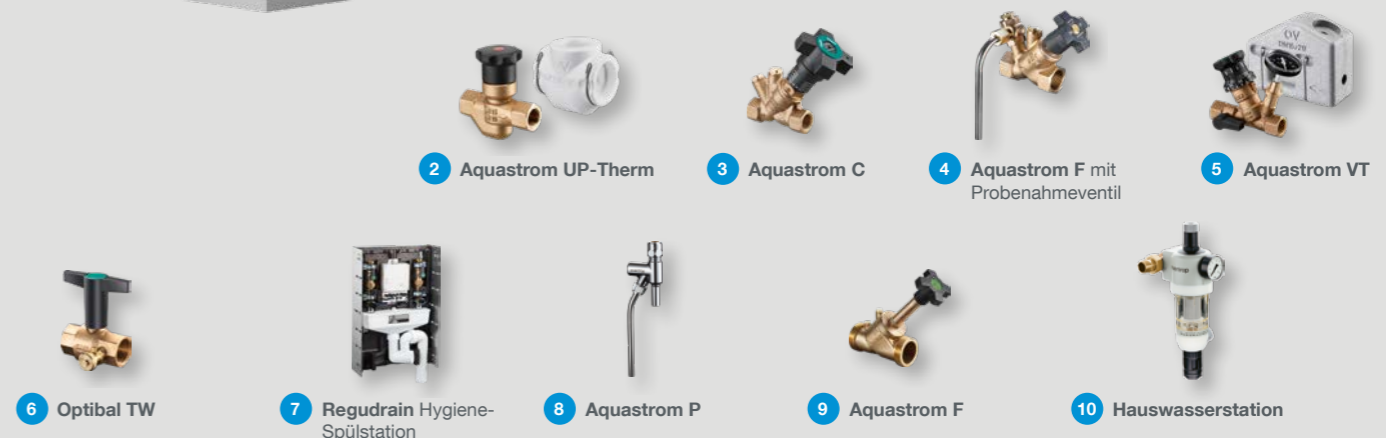 2 Aquastrom UP-Therm
3 Aquastrom C
4 Aquastrom F mit
Probenahmeventil
OV
5 Aquastrom VT
6 Optibal TW
7 Regudrain Hygiene-
Spülstation
8 Aquastrom P
9 Aquastrom F
10 Hauswasserstation